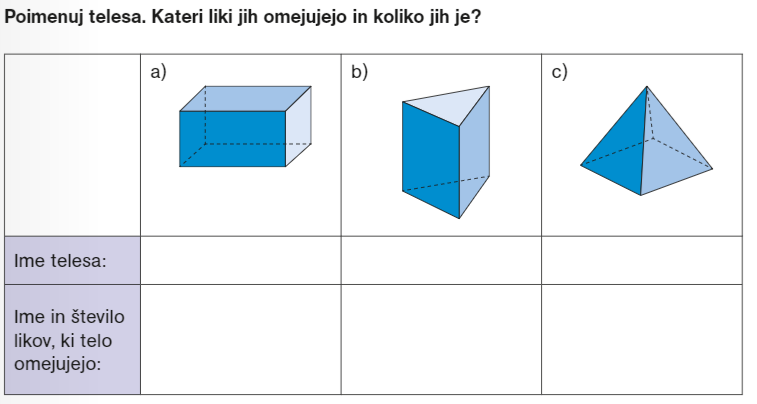 Poimenuj telesa. Kateri liki jih omejujejo in koliko jih je?
a)
b)
c)
Ime telesa:
Ime in število
likov, ki telo
omejujejo: